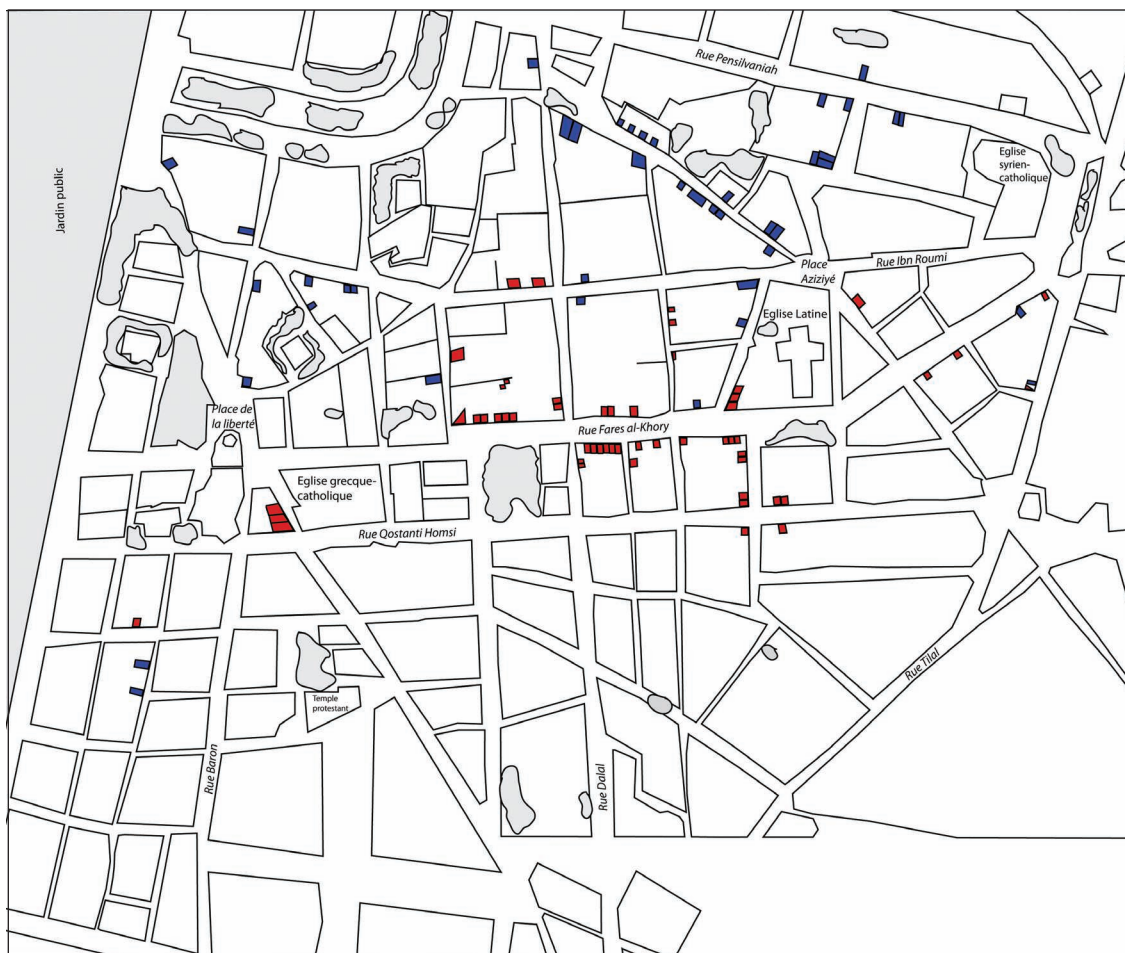 Rue Pensilvaniah
Jardin public
Eglise
syrien-
catholique
Place
Aziziyé
Rue Ibn Roumi
Eglise Latine
Place de
la liberté
Rue Fares al-Khory
Eglise grecque-
catholique
Rue Qostanti Homsi
Temple
protestant
Rue Tilal
Rue Baron
Rue Dalal